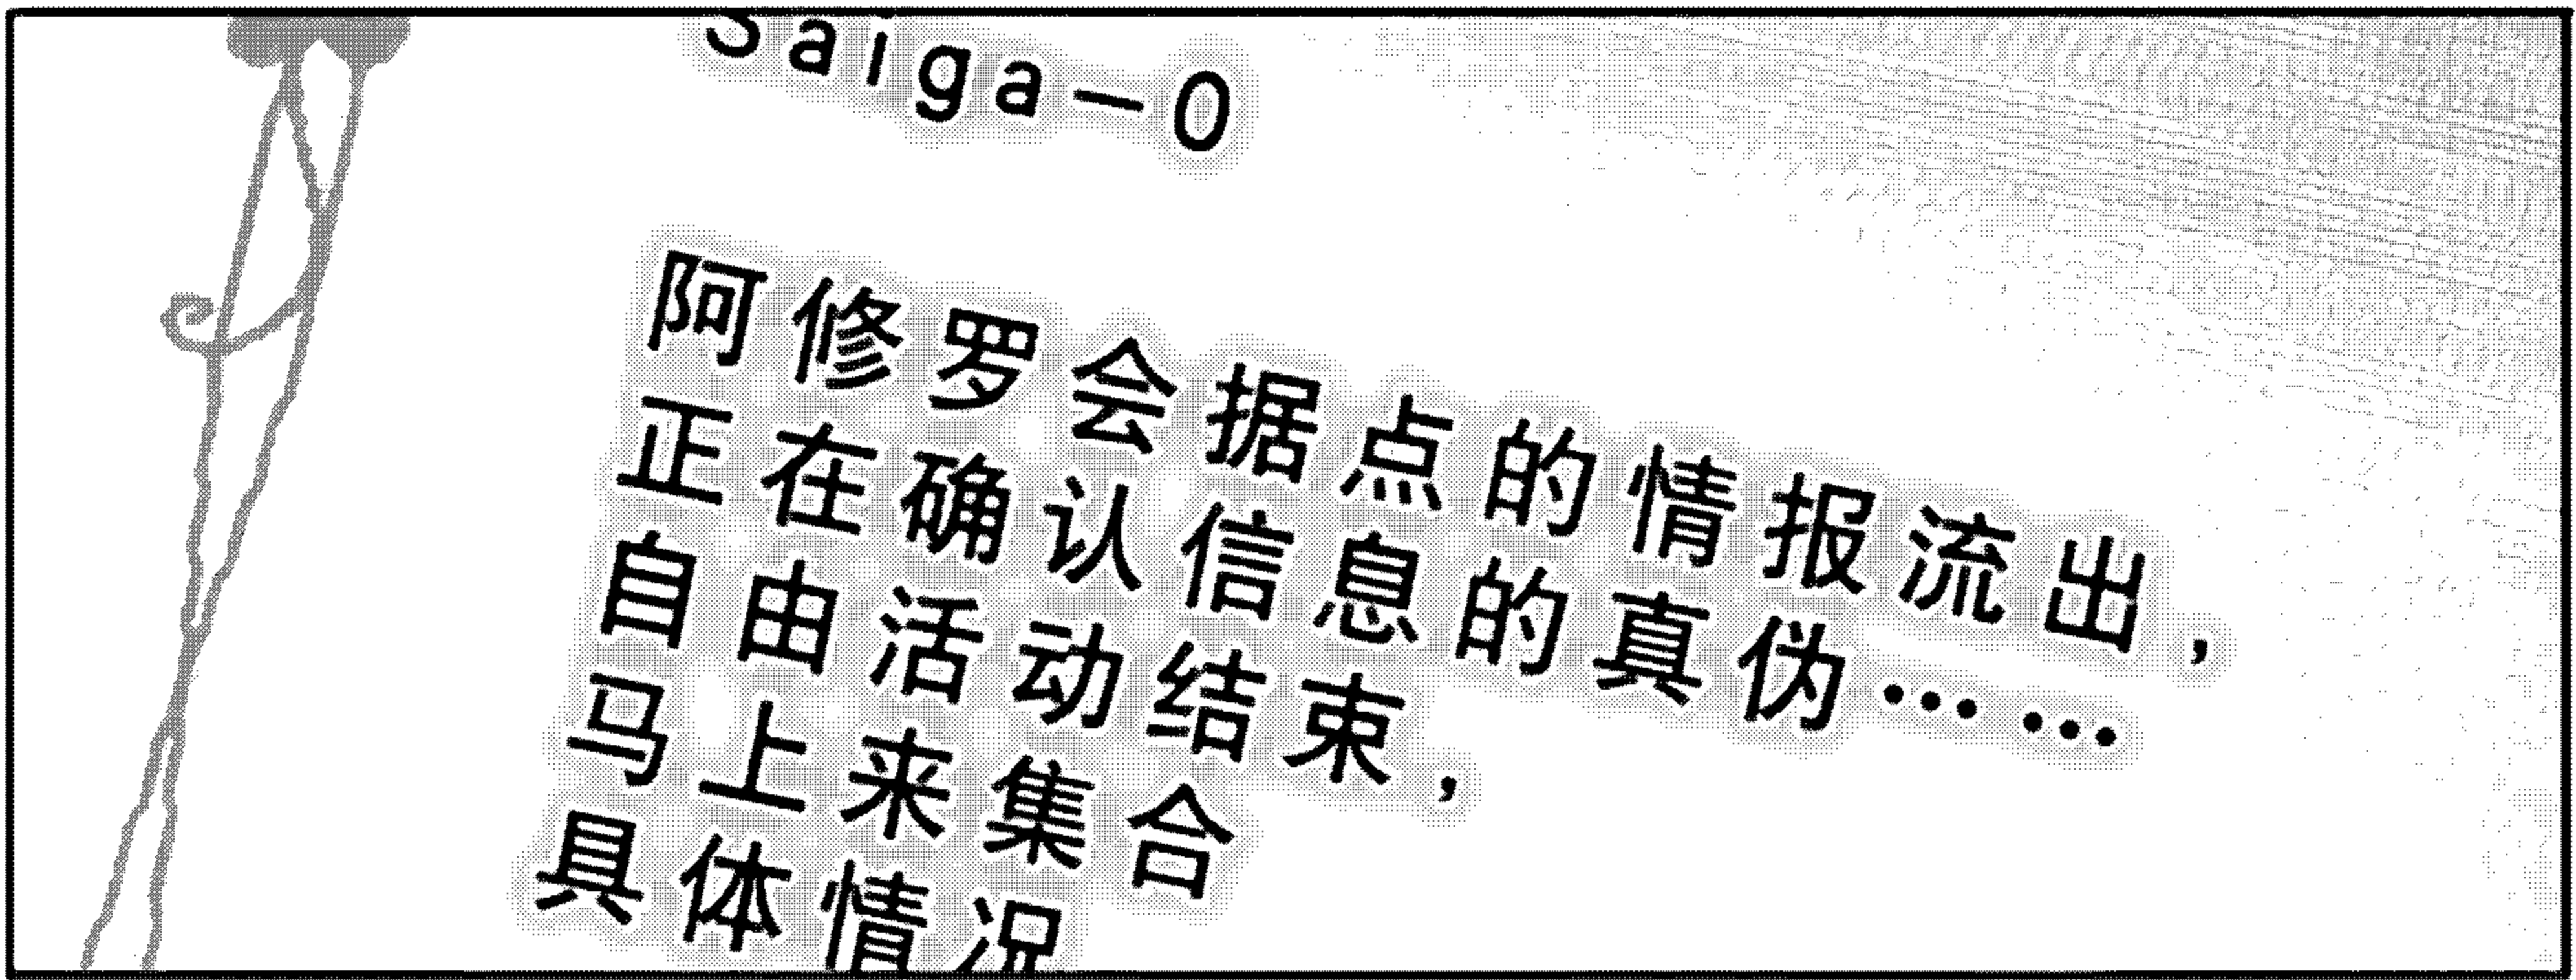 Saiga-0
阿修罗会据点的情报流出，
正在确认信息的真伪……
自由活动结束，
马上来集合
具体情况